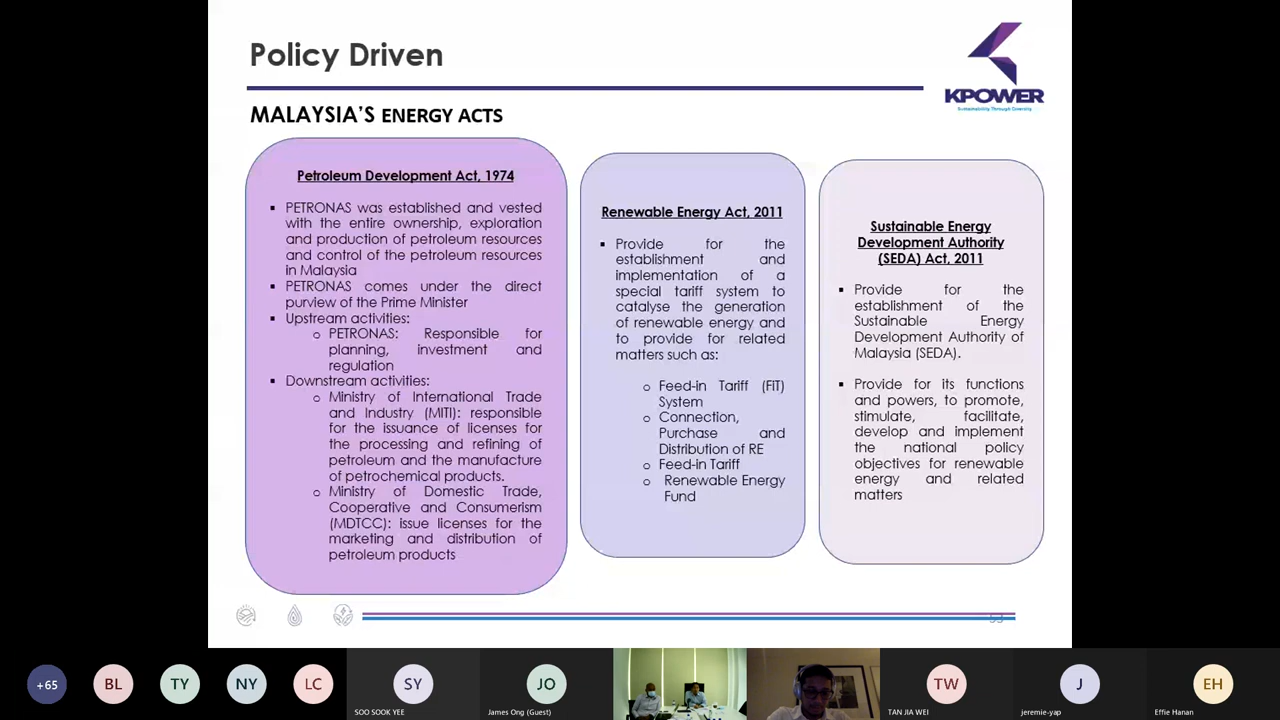 Policy Driven
KPOWER
Sustainability Through Diversity
MALAYSIA'S ENERGY ACTS
Petroleum Development Act, 1974
▪ PETRONAS was established and vested
with the entire ownership, exploration
and production of petroleum resources
and control of the petroleum resources
in Malaysia
▪ PETRONAS comes under the direct
purview of the Prime Minister
▪ Upstream activities:
o PETRONAS: Responsible for
planning, investment and
regulation
▪ Downstream activities:
o Ministry of International Trade
and Industry (MITI): responsible
for the issuance of licenses for
the processing and refining of
petroleum and the manufacture
of petrochemical products.
o Ministry of Domestic Trade,
Cooperative and Consumerism
(MDTCC): issue licenses for the
marketing and distribution of
petroleum products
Renewable Energy Act, 2011
▪ Provide for the
establishment and
implementation of a
special tariff system to
catalyse the generation
of renewable energy and
to provide for related
matters such as:
o Feed-in Tariff (FIT)
System
o Connection,
Purchase and
Distribution of RE
o Feed-in Tariff
o Renewable Energy
Fund
Sustainable Energy
Development Authority
(SEDA) Act, 2011
▪ Provide for the
establishment of the
Sustainable Energy
Development Authority of
Malaysia (SEDA).
▪ Provide for its functions
and powers, to promote,
stimulate, facilitate,
develop and implement
the national policy
objectives for renewable
energy and related
matters
53
+65
BL
TY
NY
LC
SY
SOO SOOK YEE
JO
James Ong (Guest)
TW
TAN JIA WEI
J
jeremie-yap
EH
Effie Hanan